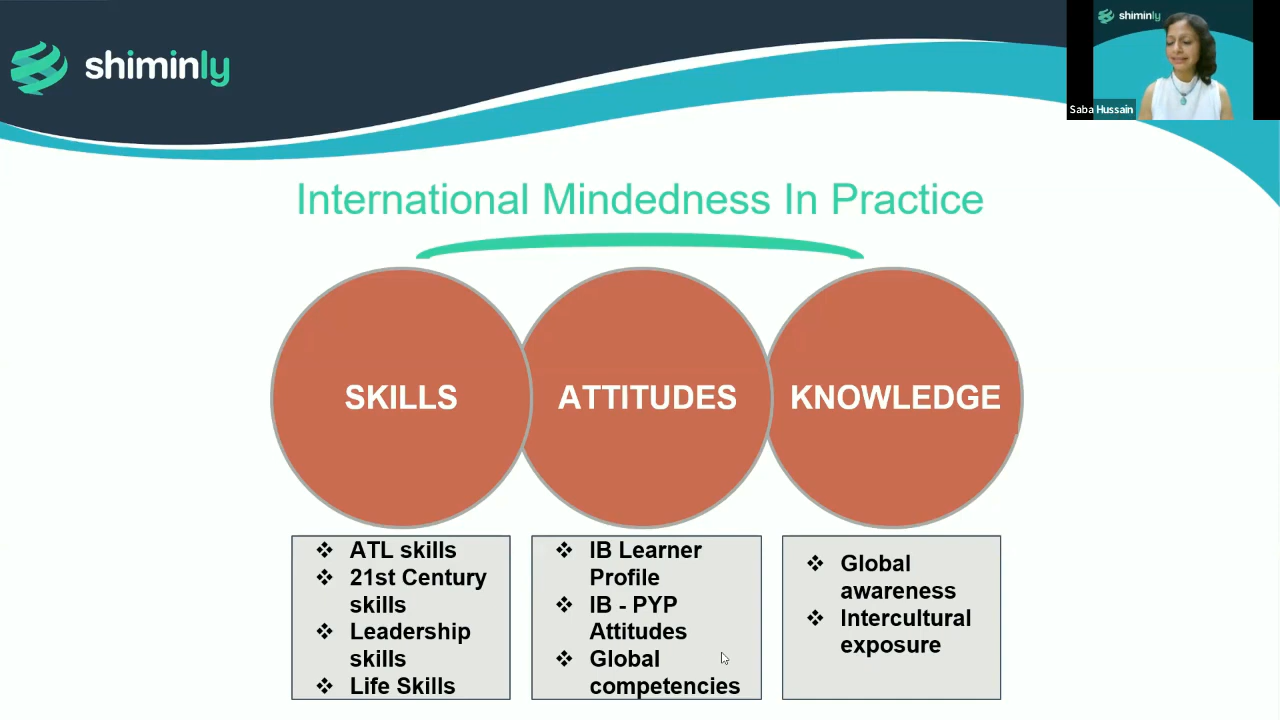 shiminly
shiminly
Saba Hussain
International Mindedness In Practice
SKILLS
ATTITUDES
KNOWLEDGE
❖ ATL skills
❖ 21st Century
skills
❖ Leadership
skills
❖ Life Skills
❖ IB Learner
Profile
❖ IB - PYP
Attitudes
❖ Global
competencies
❖ Global
awareness
❖ Intercultural
exposure